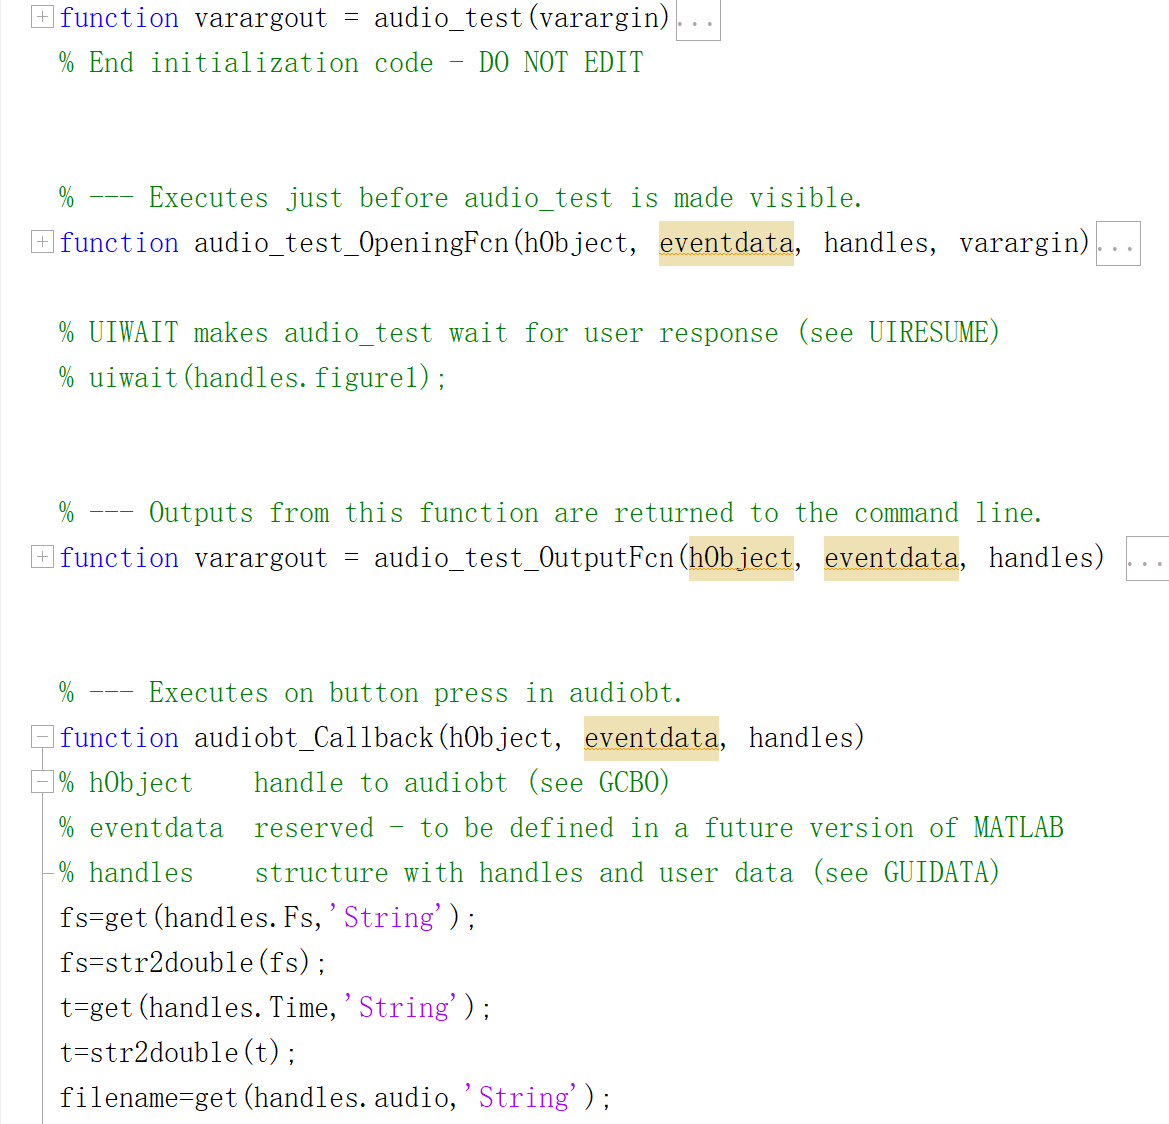 function varargout = audio_test(varargin)...
% End initialization code - DO NOT EDIT
% --- Executes just before audio_test is made visible.
function audio_test_OpeningFcn(hObject, eventdata, handles, varargin)...
% UIWAIT makes audio_test wait for user response (see UIRESUME)
% uiwait(handles.figure1);
% --- Outputs from this function are returned to the command line.
function varargout = audio_test_OutputFcn(hObject, eventdata, handles) ...
% --- Executes on button press in audiobt.
function audiobt_Callback(hObject, eventdata, handles)
% hObject    handle to audiobt (see GCBO)
% eventdata  reserved - to be defined in a future version of MATLAB
% handles    structure with handles and user data (see GUIDATA)
fs=get(handles.Fs,'String');
fs=str2double(fs);
t=get(handles.Time,'String');
t=str2double(t);
filename=get(handles.audio,'String');